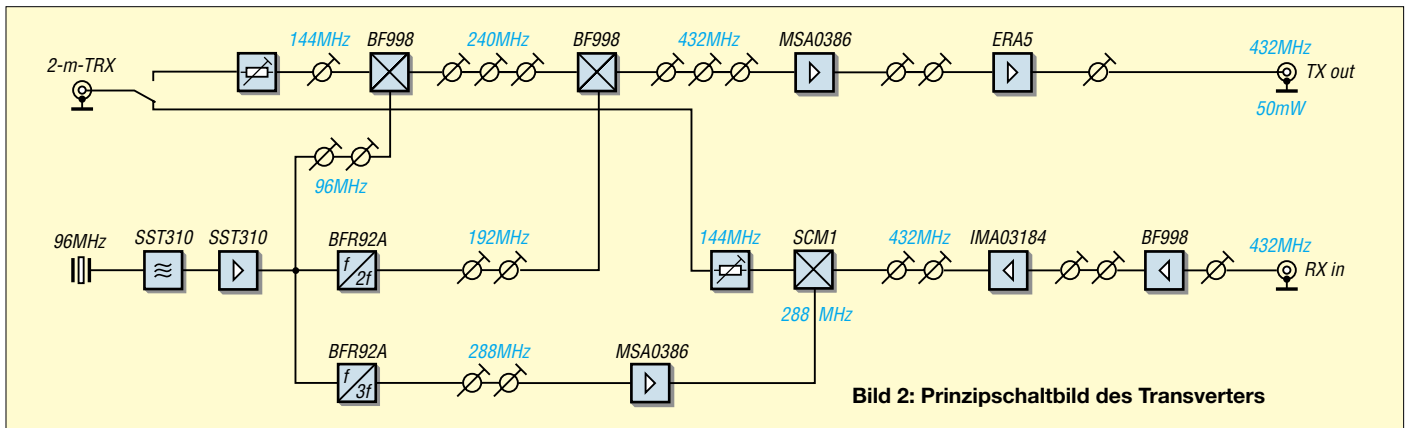 144MHz BF998 240MHz BF998 432MHz MSA0386 ERA5 432MHz
2-m-TRX
TX out
50mW
96MHz
96MHz SST310 SST310 BFR92A 192MHz 144MHz SCM1 432MHz IMA03184 BF998 432MHz
f
2f
RX in
288 MHz
BFR92A 288MHz MSA0386
f
3f
Bild 2: Prinzipschaltbild des Transverters